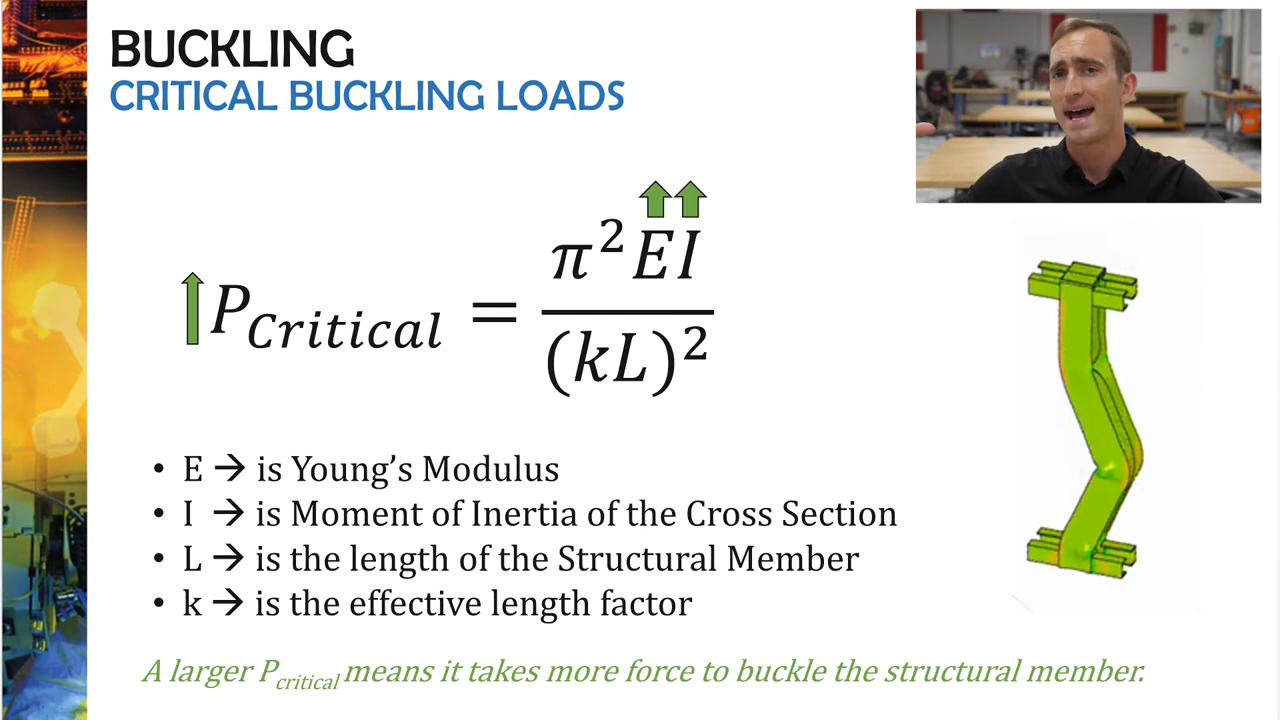 BUCKLING
CRITICAL BUCKLING LOADS
↑P_Critical = π²EI / (kL)²
• E → is Young's Modulus
• I → is Moment of Inertia of the Cross Section
• L → is the length of the Structural Member
• k → is the effective length factor
A larger P_critical means it takes more force to buckle the structural member.